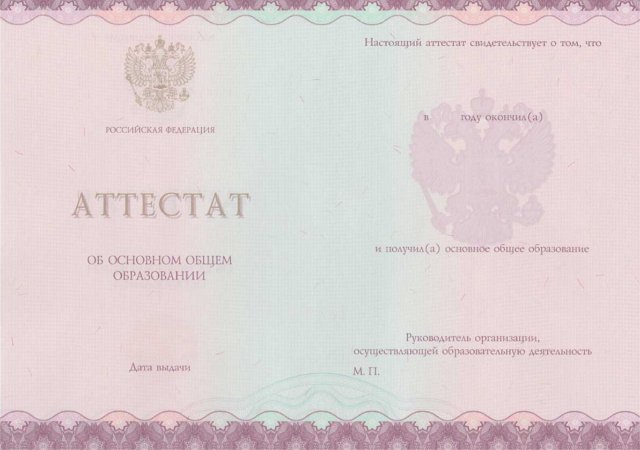 РОССИЙСКАЯ ФЕДЕРАЦИЯ
АТТЕСТАТ
ОБ ОСНОВНОМ ОБЩЕМ
ОБРАЗОВАНИИ
Дата выдачи
Настоящий аттестат свидетельствует о том, что
в году окончил(а)
и получил(а) основное общее образование
Руководитель организации,
осуществляющей образовательную деятельность
М. П.